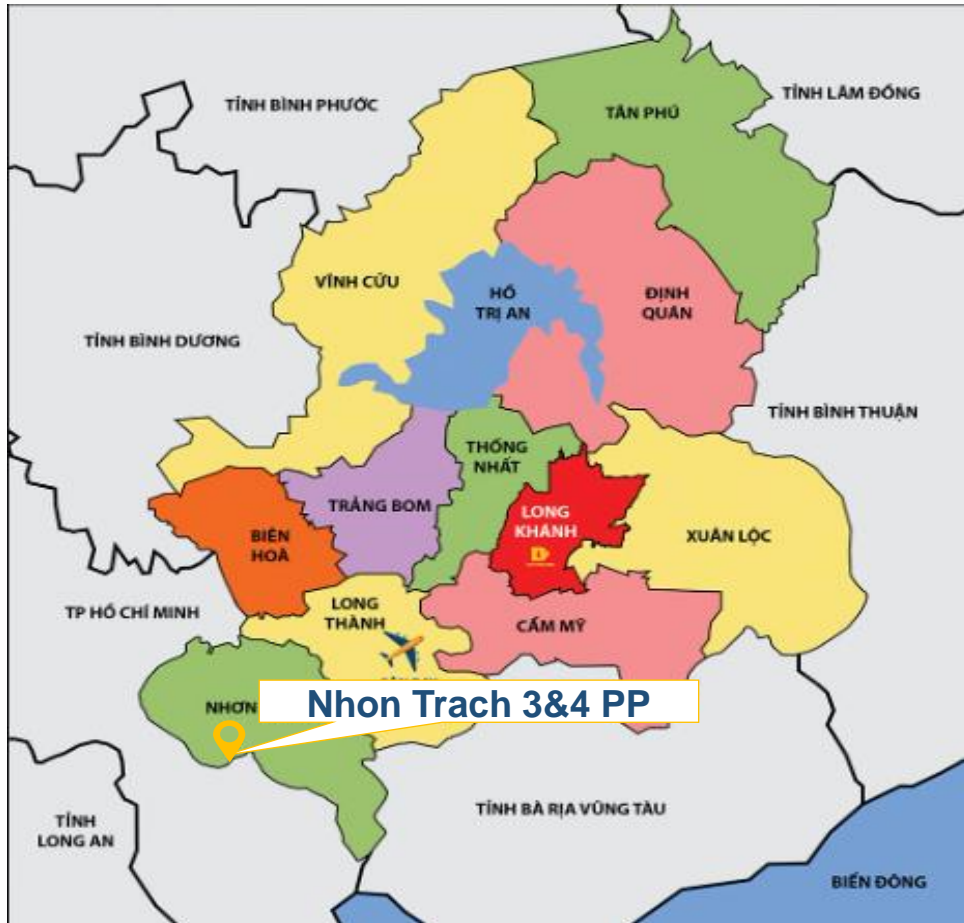 TỈNH BÌNH PHƯỚC
TỈNH LÂM ĐỒNG
TÂN PHÚ
VĨNH CỬU
HỒ
TRỊ AN
ĐỊNH
QUÂN
TỈNH BÌNH DƯƠNG
TỈNH BÌNH THUẬN
THỐNG
NHẤT
TRẢNG BOM
LONG
KHÁNH
XUÂN LỘC
BIÊN
HOÀ
TP HỒ CHÍ MINH
LONG
THÀNH
CẨM MỸ
NHƠN
Nhon Trach 3&4 PP
TỈNH
LONG AN
TỈNH BÀ RỊA VŨNG TÀU
BIỂN ĐÔNG